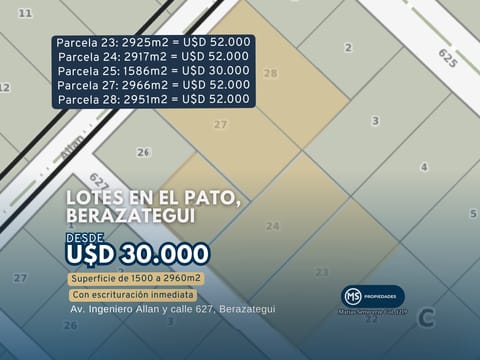 11
Parcela 23: 2925m2 = U$D 52.000
Parcela 24: 2917m2 = U$D 52.000
Parcela 25: 1586m2 = U$D 30.000
Parcela 27: 2966m2 = U$D 52.000
Parcela 28: 2951m2 = U$D 52.000
2
625
28
12
3
27
Allan
26
4
627
LOTES EN EL PATO,
BERAZATEGUI
5
1
24
DESDE
U$D 30.000
27
2
23
Superficie de 1500 a 2960m2
Con escrituración inmediata
MS PROPIEDADES
Av. Ingeniero Allan y calle 627, Berazategui
26
3
C